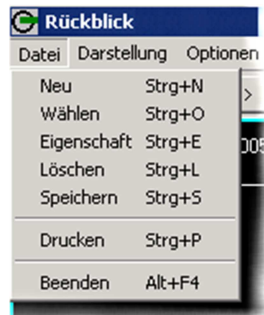 Rückblick
Datei Darstellung Optionen
Neu Strg+N
Wählen Strg+O
Eigenschaft Strg+E
Löschen Strg+L
Speichern Strg+S
Drucken Strg+P
Beenden Alt+F4